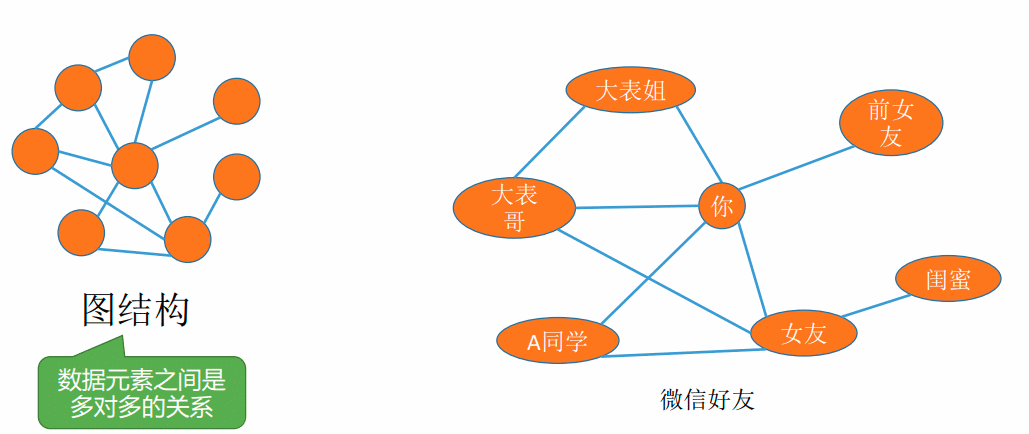 大表姐
前女
友
大表
哥
你
闺蜜
A同学
女友
微信好友
图结构
数据元素之间是
多对多的关系